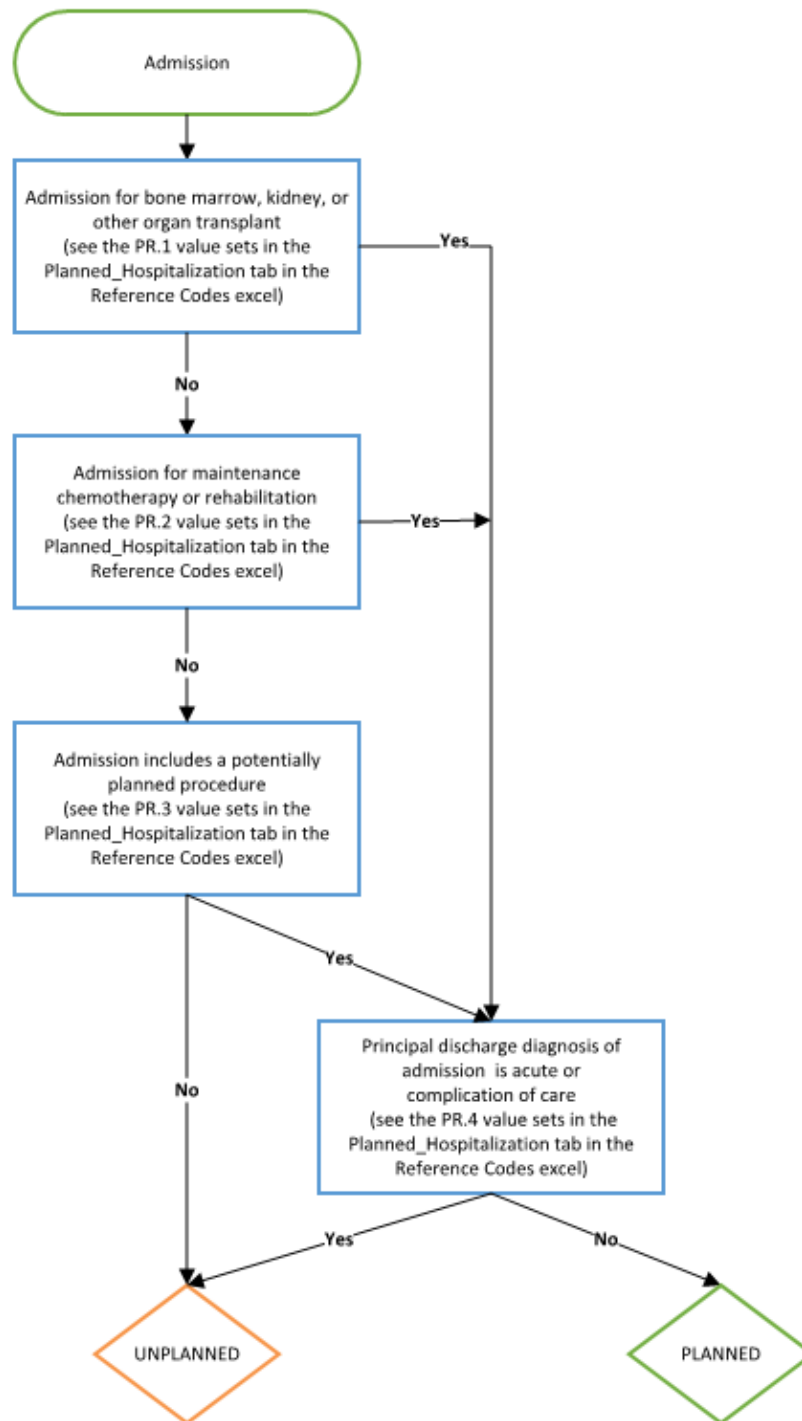 Admission
Admission for bone marrow, kidney, or
other organ transplant
(see the PR.1 value sets in the
Planned_Hospitalization tab in the
Reference Codes excel)
Yes
No
Admission for maintenance
chemotherapy or rehabilitation
(see the PR.2 value sets in the
Planned_Hospitalization tab in the
Reference Codes excel)
Yes
No
Admission includes a potentially
planned procedure
(see the PR.3 value sets in the
Planned_Hospitalization tab in the
Reference Codes excel)
Yes
No
Principal discharge diagnosis of
admission is acute or
complication of care
(see the PR.4 value sets in the
Planned_Hospitalization tab in the
Reference Codes excel)
Yes
No
UNPLANNED
PLANNED